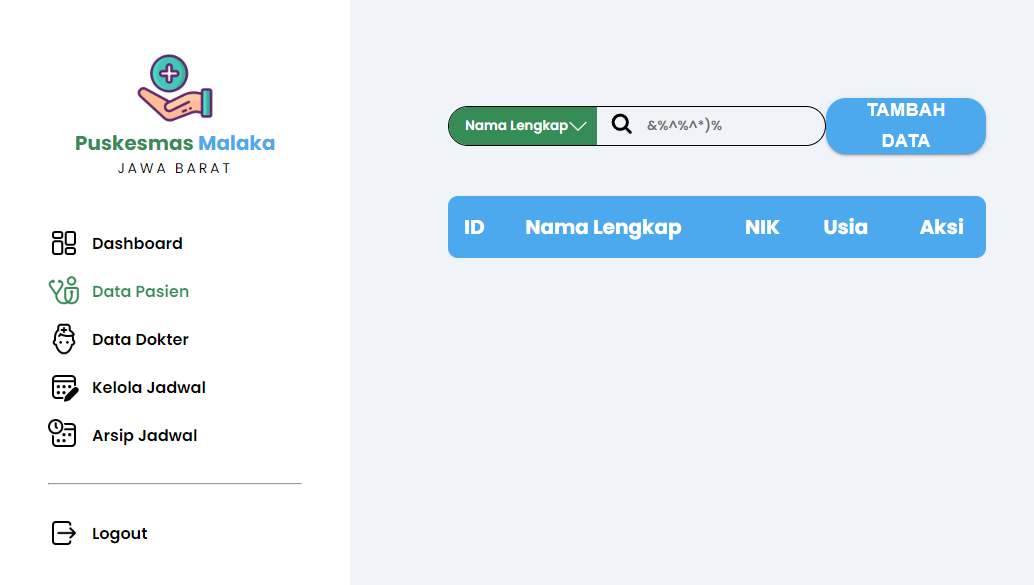 Puskesmas Malaka
JAWA BARAT
Dashboard
Data Pasien
Data Dokter
Kelola Jadwal
Arsip Jadwal
Logout
Nama Lengkap
&%^%^*)%
TAMBAH
DATA
ID Nama Lengkap NIK Usia Aksi